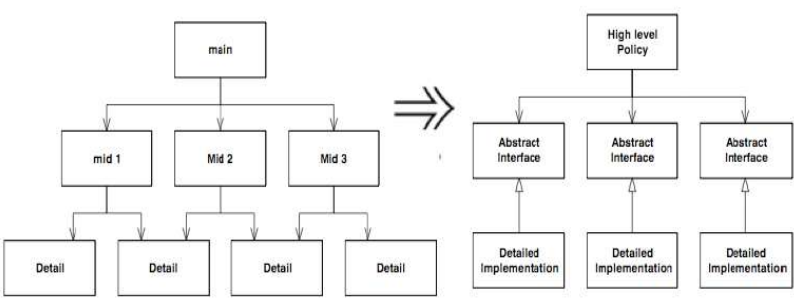 main
mid 1
Mid 2
Mid 3
Detail
Detail
Detail
Detail
High level
Policy
Abstract
Interface
Abstract
Interface
Abstract
Interface
Detailed
Implementation
Detailed
Implementation
Detailed
Implementation